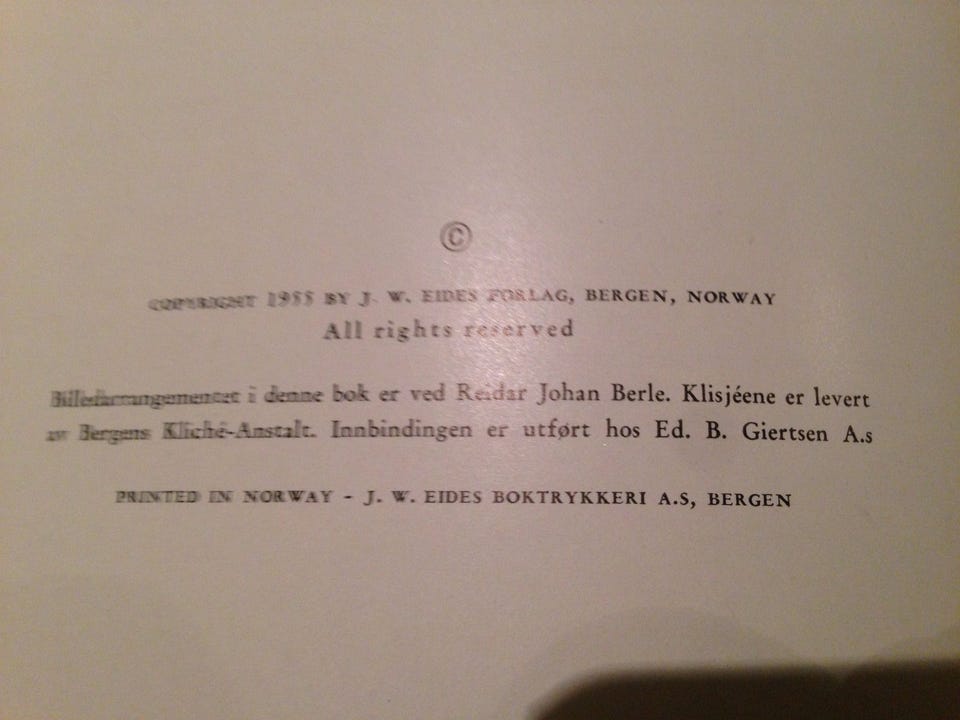 ©
COPYRIGHT 1955 BY J. W. EIDES FORLAG, BERGEN, NORWAY
All rights reserved
Billedarrangementet i denne bok er ved Reidar Johan Berle. Klisjéene er levert
av Bergens Kliché-Anstalt. Innbindingen er utført hos Ed. B. Giertsen A.s
PRINTED IN NORWAY - J. W. EIDES BOKTRYKKERI A.S, BERGEN